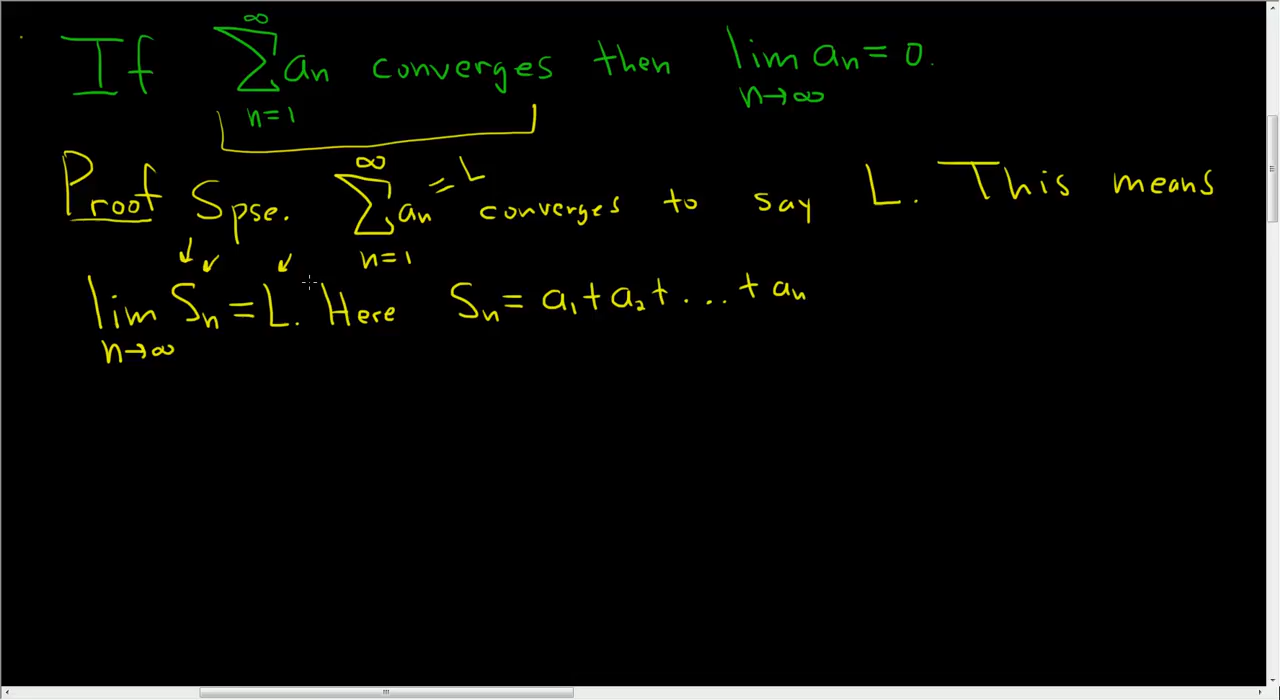 If ∑_{n=1}^{∞} a_n converges then lim_{n→∞} a_n = 0.
Proof Spse. ∑_{n=1}^{∞} a_n = L converges to say L. This means
lim_{n→∞} S_n = L. Here S_n = a_1 + a_2 + ... + a_n